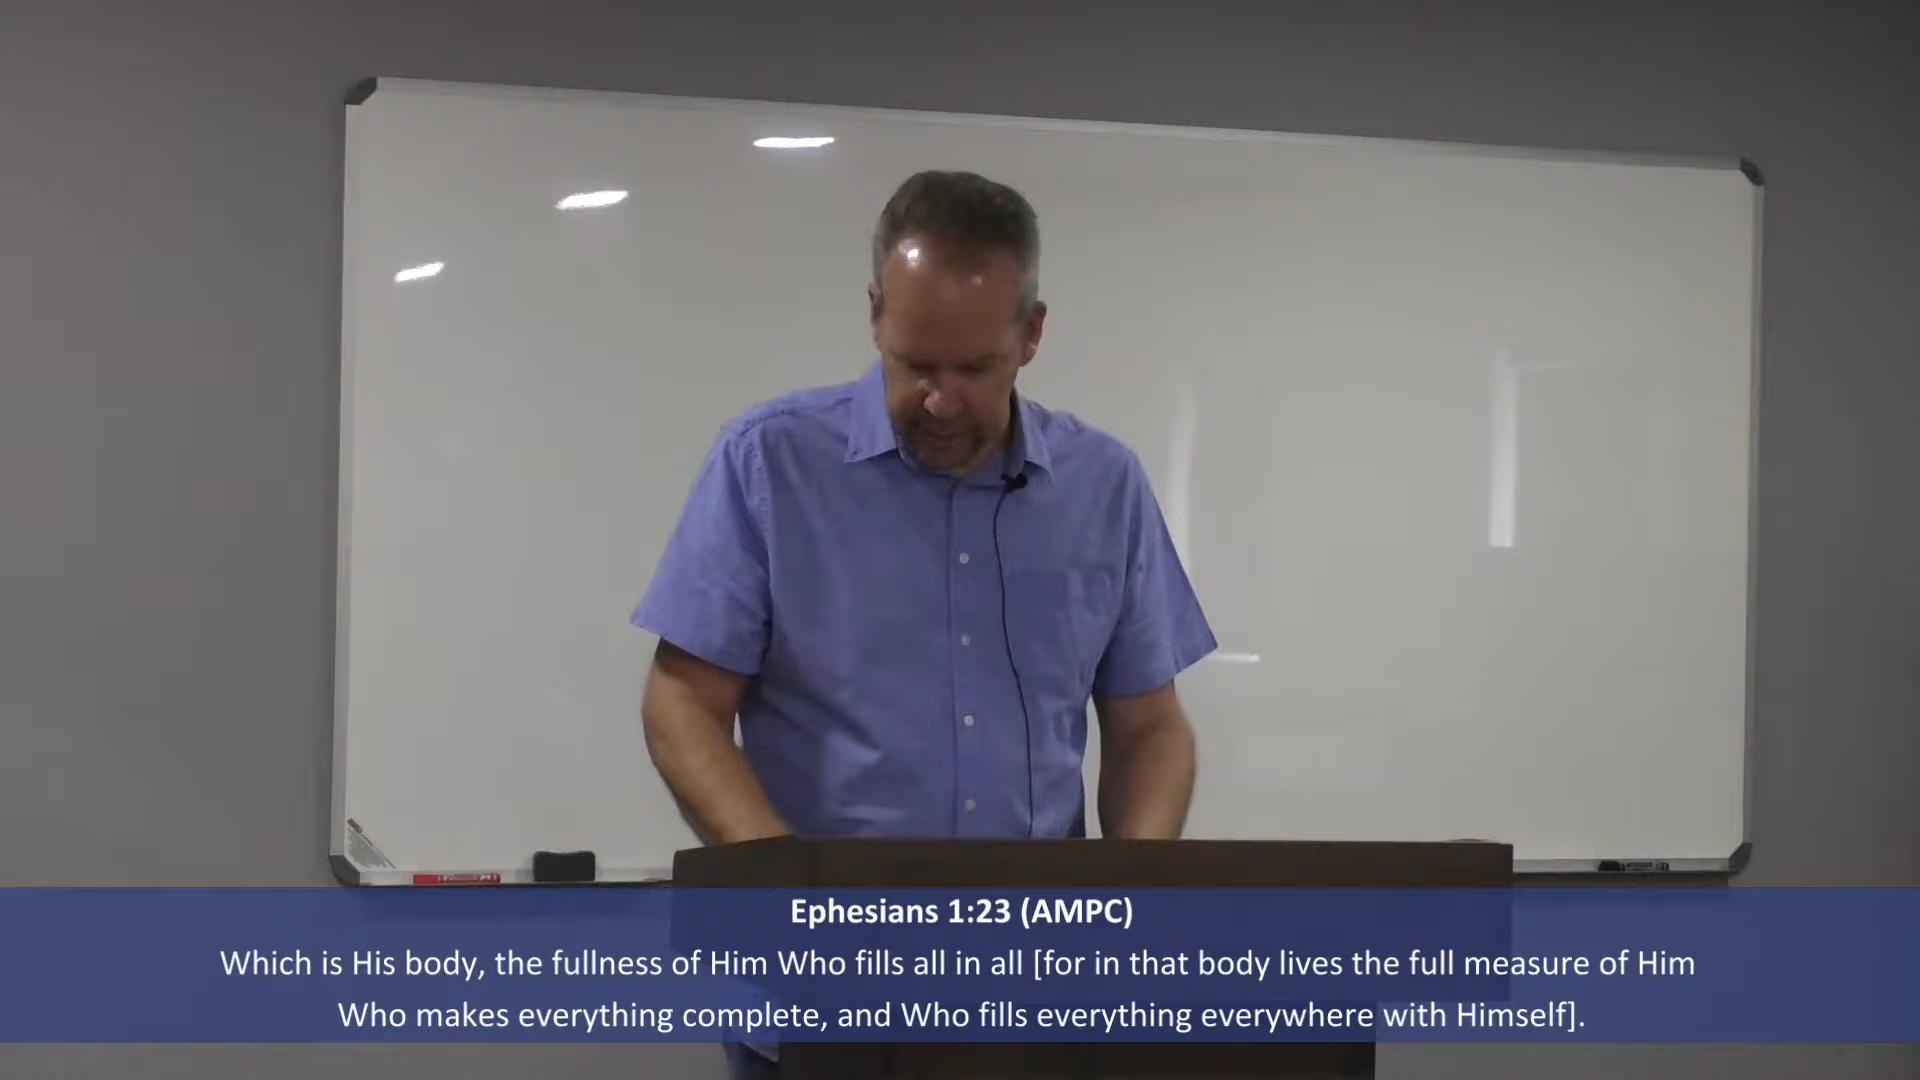 Ephesians 1:23 (AMPC)
Which is His body, the fullness of Him Who fills all in all [for in that body lives the full measure of Him
Who makes everything complete, and Who fills everything everywhere with Himself].